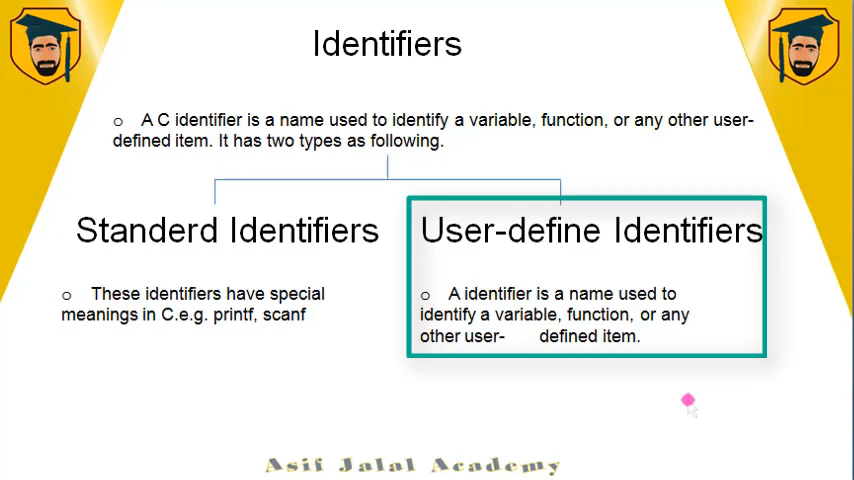 Identifiers
o A C identifier is a name used to identify a variable, function, or any other user-
defined item. It has two types as following.
Standerd Identifiers
o These identifiers have special
meanings in C.e.g. printf, scanf
User-define Identifiers
o A identifier is a name used to
identify a variable, function, or any
other user- defined item.
Asif Jalal Academy